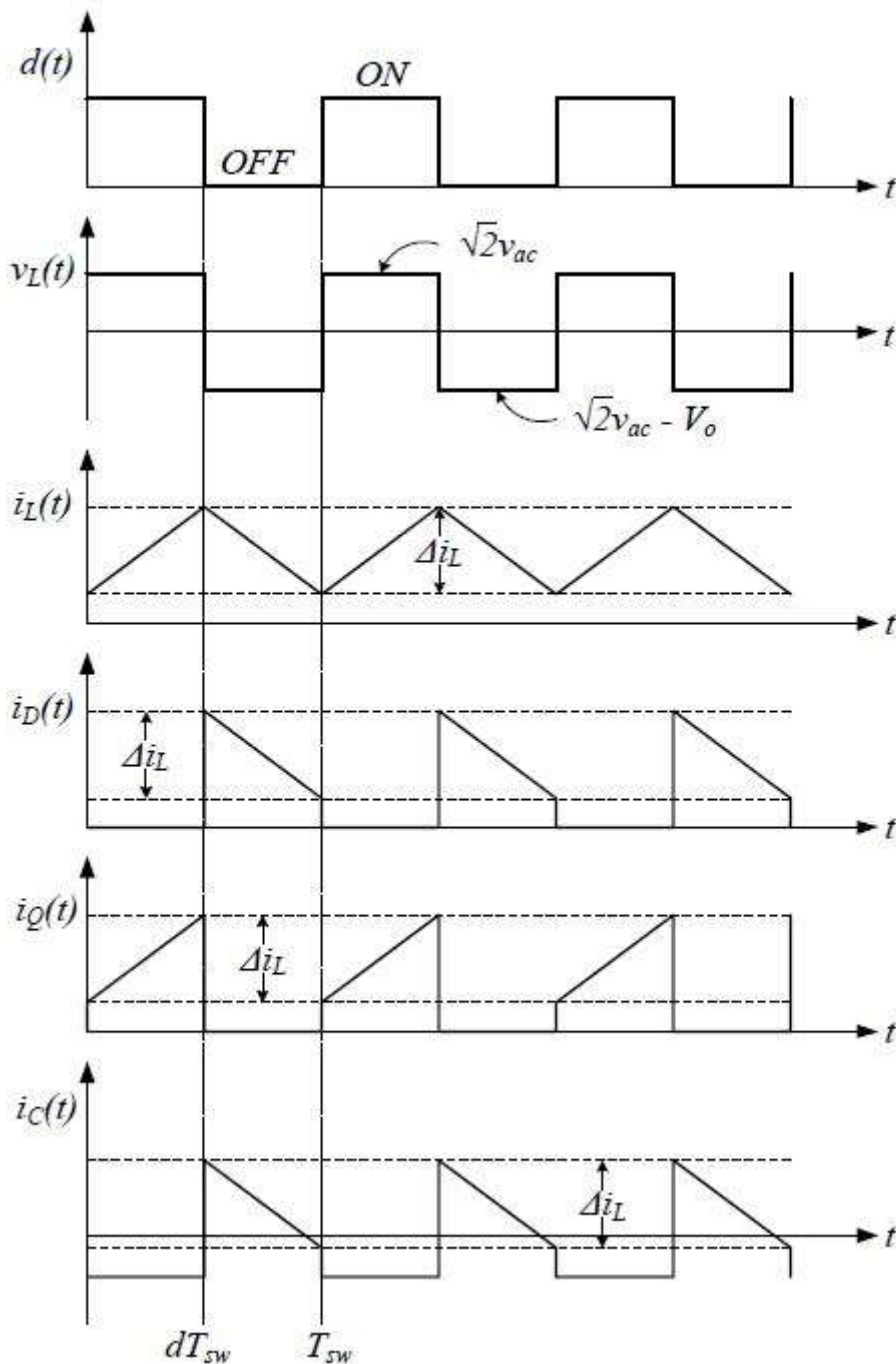 d(t)
ON
OFF
t
v_L(t)
√2v_ac
t
√2v_ac - V_o
i_L(t)
Δi_L
t
i_D(t)
Δi_L
t
i_Q(t)
Δi_L
t
i_C(t)
Δi_L
t
dT_sw
T_sw